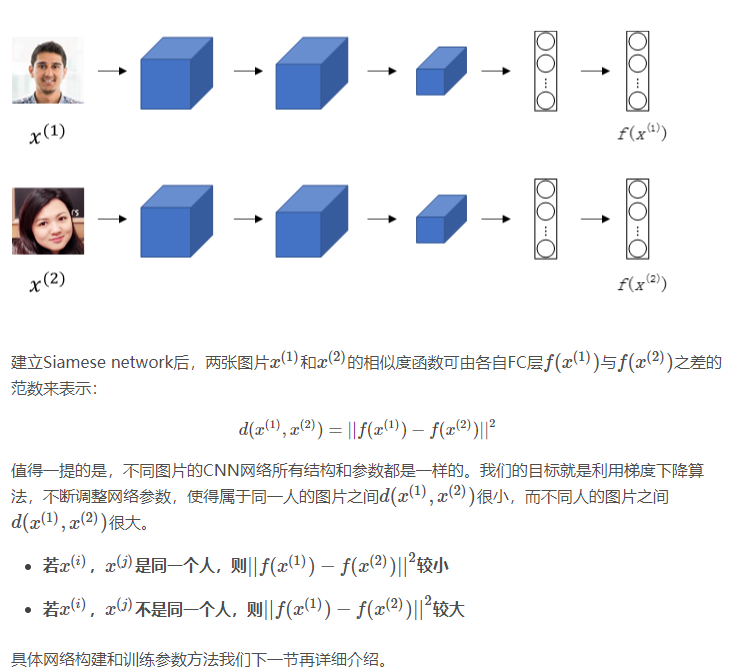 x^(1)
f(x^(1))
rs
x^(2)
f(x^(2))
建立Siamese network后，两张图片x^(1)和x^(2)的相似度函数可由各自FC层f(x^(1))与f(x^(2))之差的
范数来表示：
d(x^(1), x^(2)) = ||f(x^(1)) − f(x^(2))||^2
值得一提的是，不同图片的CNN网络所有结构和参数都是一样的。我们的目标就是利用梯度下降算
法，不断调整网络参数，使得属于同一人的图片之间d(x^(1), x^(2))很小，而不同人的图片之间
d(x^(1), x^(2))很大。
• 若x^(i)，x^(j)是同一个人，则||f(x^(1)) − f(x^(2))||^2较小
• 若x^(i)，x^(j)不是同一个人，则||f(x^(1)) − f(x^(2))||^2较大
具体网络构建和训练参数方法我们下一节再详细介绍。